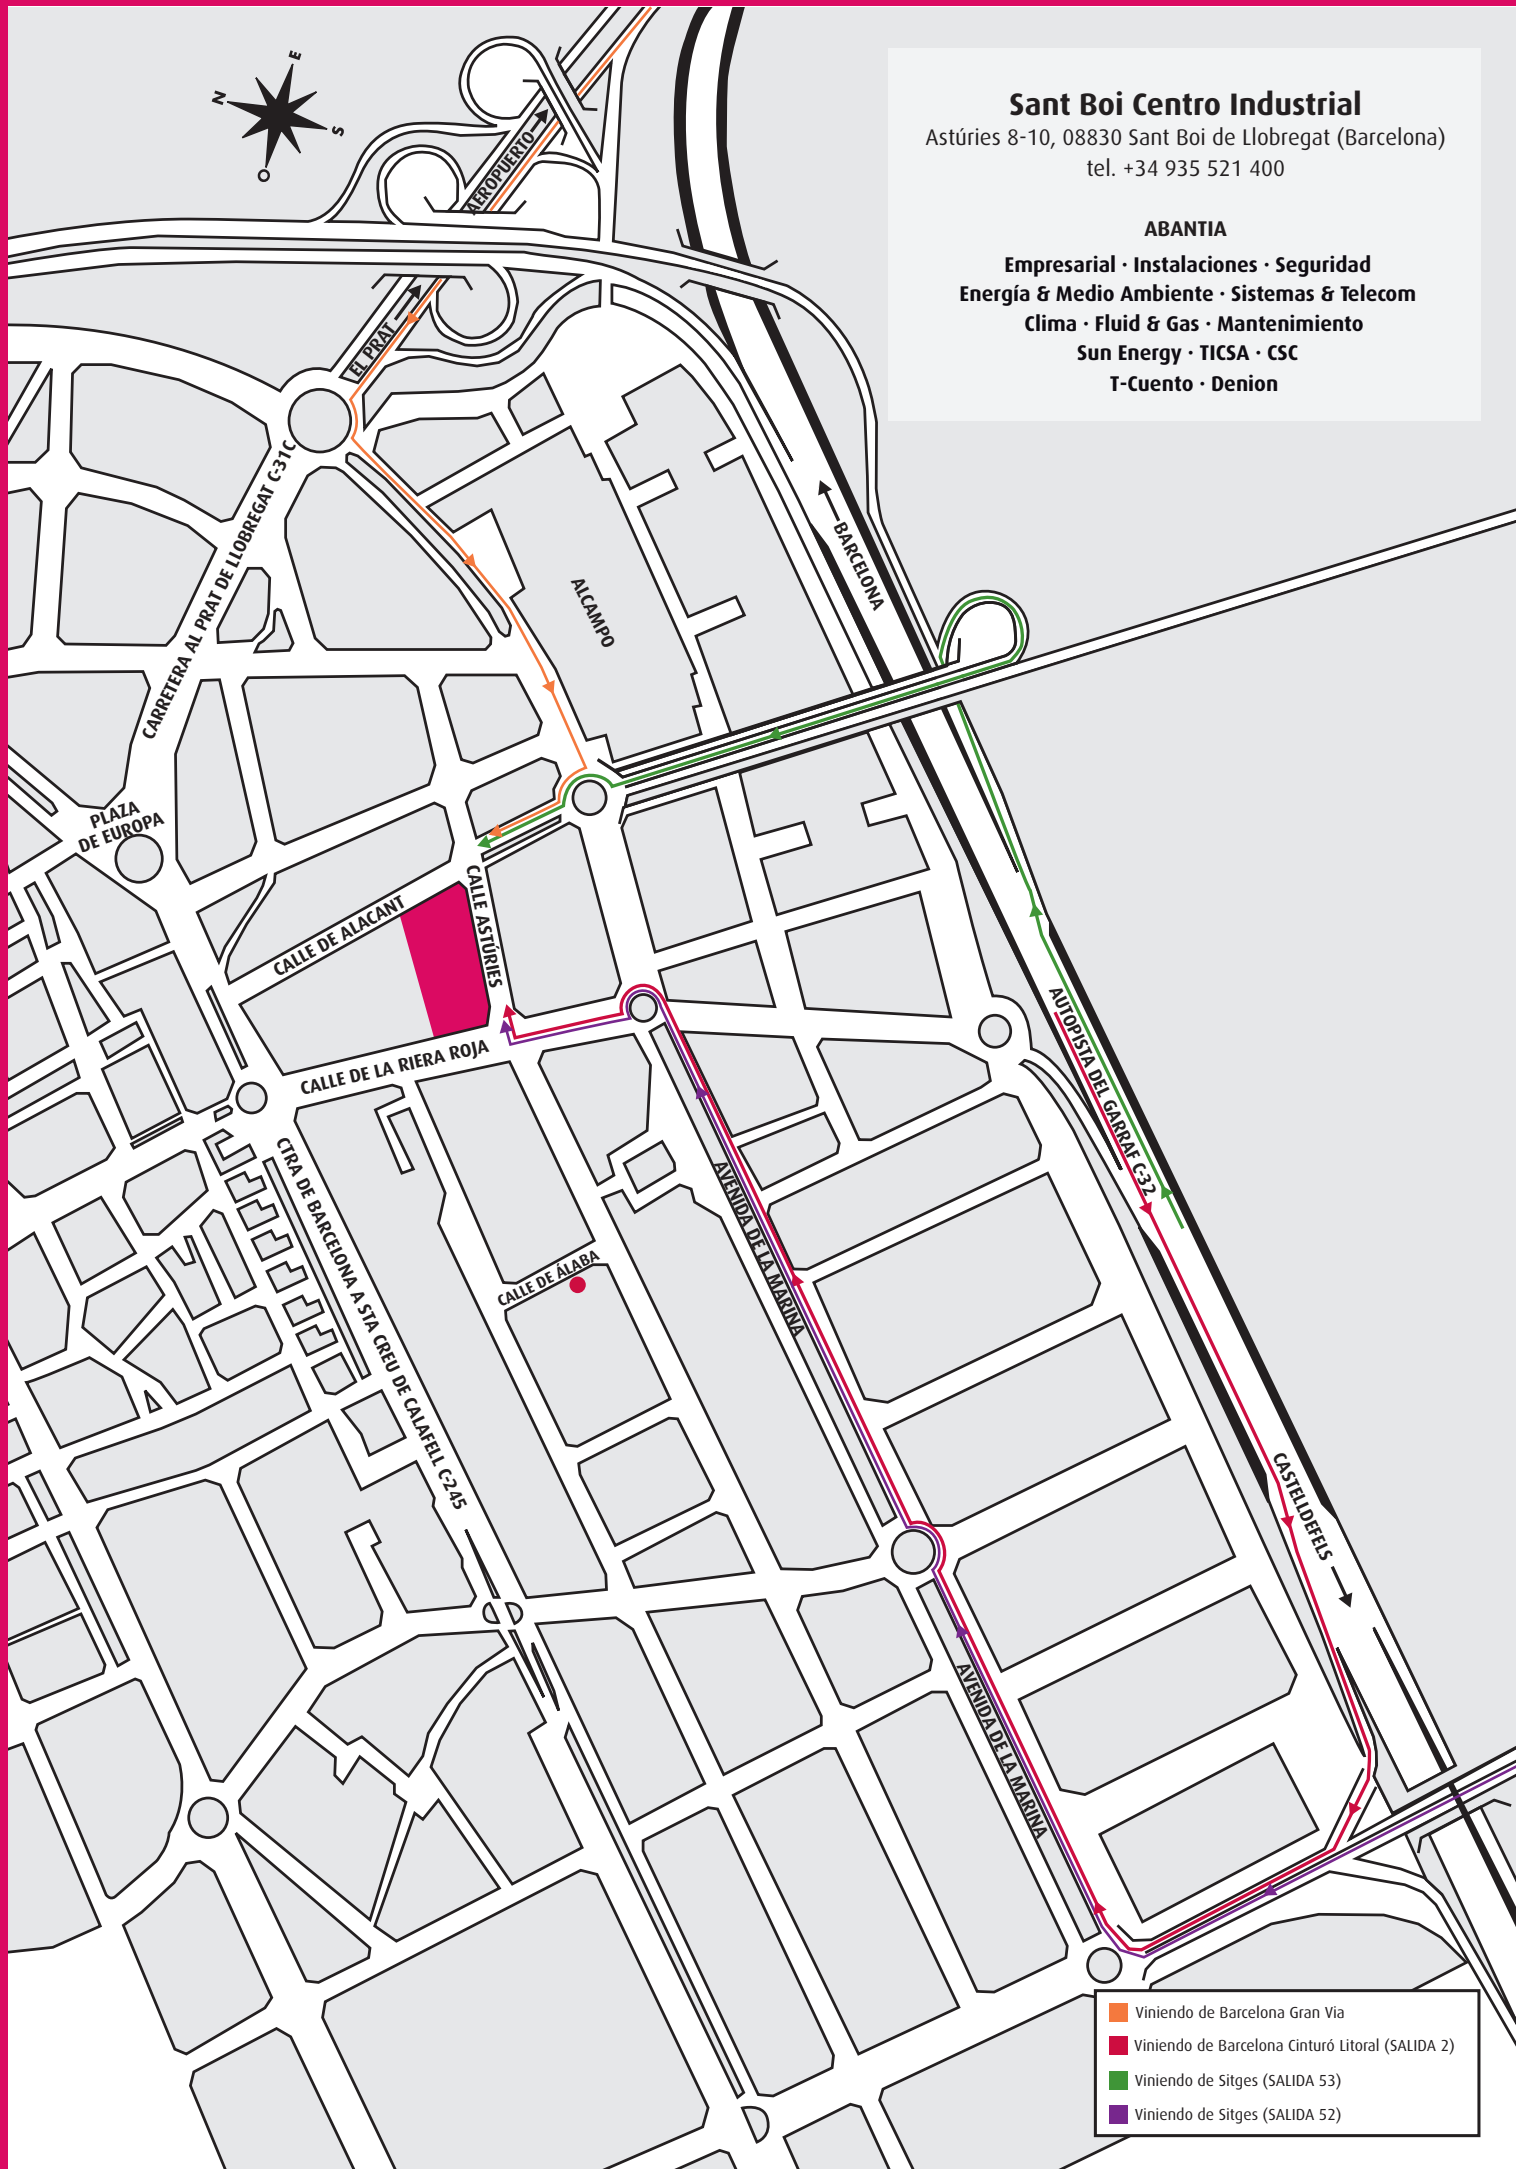 Sant Boi Centro Industrial
Astúries 8-10, 08830 Sant Boi de Llobregat (Barcelona)
tel. +34 935 521 400
ABANTIA
Empresarial · Instalaciones · Seguridad
Energía & Medio Ambiente · Sistemas & Telecom
Clima · Fluid & Gas · Mantenimiento
Sun Energy · TICSA · CSC
T-Cuento · Denion
E
N
S
O
AEROPUERTO
EL PRAT
CARRETERA AL PRAT DE LLOBREGAT C-31C
BARCELONA
ALCAMPO
PLAZA
DE EUROPA
CALLE DE ALACANT
CALLE ASTÚRIES
CALLE DE LA RIERA ROJA
AUTOPISTA DEL GARRAF C-32
CTRA DE BARCELONA A STA CREU DE CALAFELL C-245
AVENIDA DE LA MARINA
CALLE DE ÁLABA
CASTELLDEFELS
AVENIDA DE LA MARINA
Viniendo de Barcelona Gran Via
Viniendo de Barcelona Cinturó Litoral (SALIDA 2)
Viniendo de Sitges (SALIDA 53)
Viniendo de Sitges (SALIDA 52)